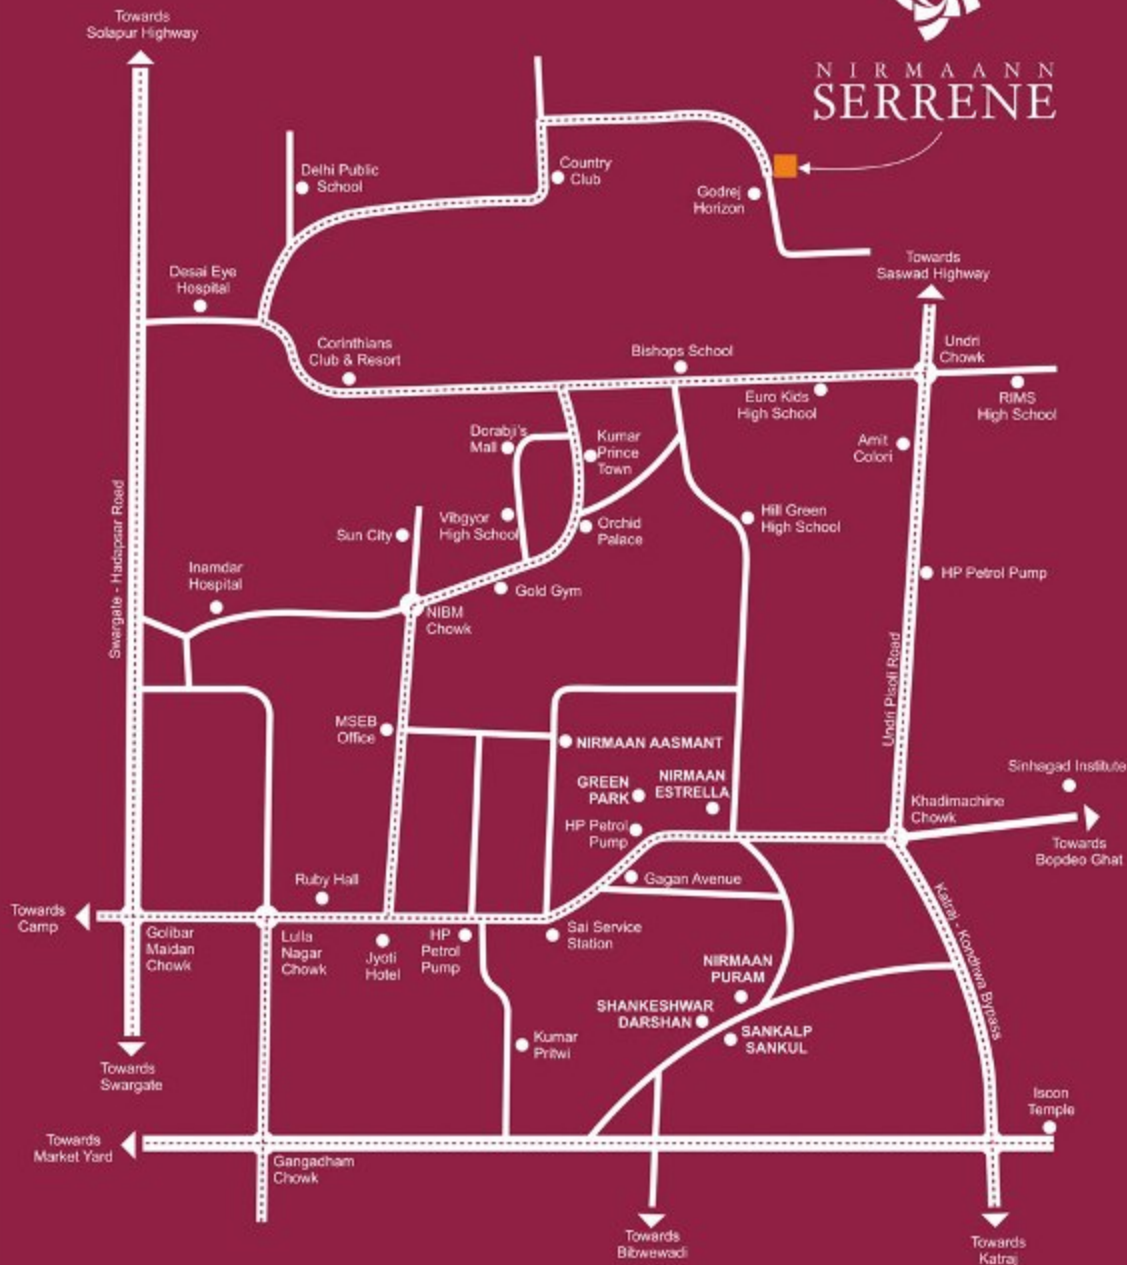 Towards
Solapur Highway
NIRMAANN
SERRENE
Delhi Public
School
Country
Club
Godrej
Horizon
Towards
Saswad Highway
Desai Eye
Hospital
Corinthians
Club & Resort
Bishops School
Undri
Chowk
Euro Kids
High School
RIMS
High School
Dorabji's
Mall
Kumar
Prince
Town
Amit
Colori
Swargate - Hadapsar Road
Sun City
Vibgyor
High School
Orchid
Palace
Hill Green
High School
Inamdar
Hospital
Gold Gym
HP Petrol Pump
NIBM
Chowk
Undri Pisoli Road
MSEB
Office
NIRMAAN AASMANT
GREEN
PARK
NIRMAAN
ESTRELLA
Sinhagad Institute
HP Petrol
Pump
Khadimachine
Chowk
Towards
Bopdeo Ghat
Ruby Hall
Gagan Avenue
Katraj - Kondhwa Bypass
Towards
Camp
Golibar
Maidan
Chowk
Lulla
Nagar
Chowk
Jyoti
Hotel
HP
Petrol
Pump
Sai Service
Station
NIRMAAN
PURAM
SHANKESHWAR
DARSHAN
SANKALP
SANKUL
Kumar
Pritwi
Towards
Swargate
Iscon
Temple
Towards
Market Yard
Gangadham
Chowk
Towards
Bibwewadi
Towards
Katraj